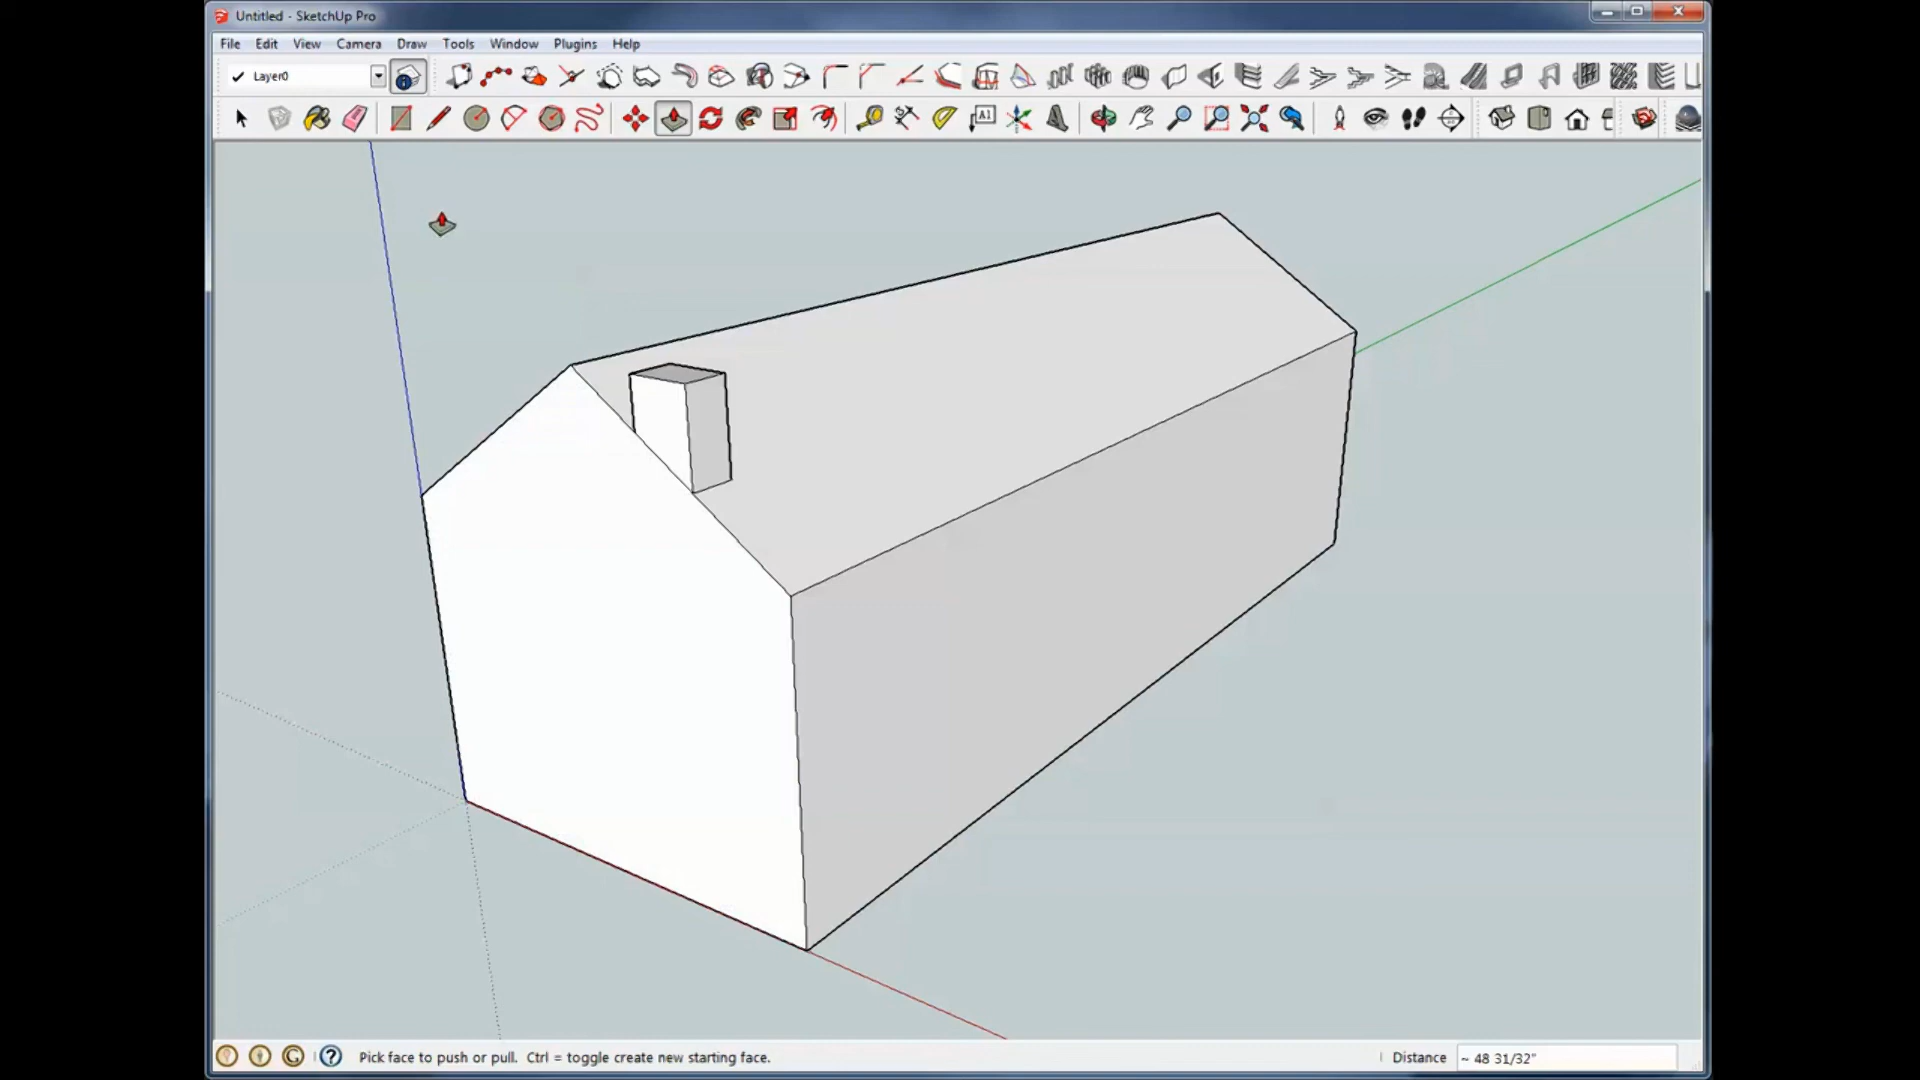 Untitled - SketchUp Pro
File Edit View Camera Draw Tools Window Plugins Help
Layer0
A1
Pick face to push or pull. Ctrl = toggle create new starting face.
Distance ~ 48 31/32"